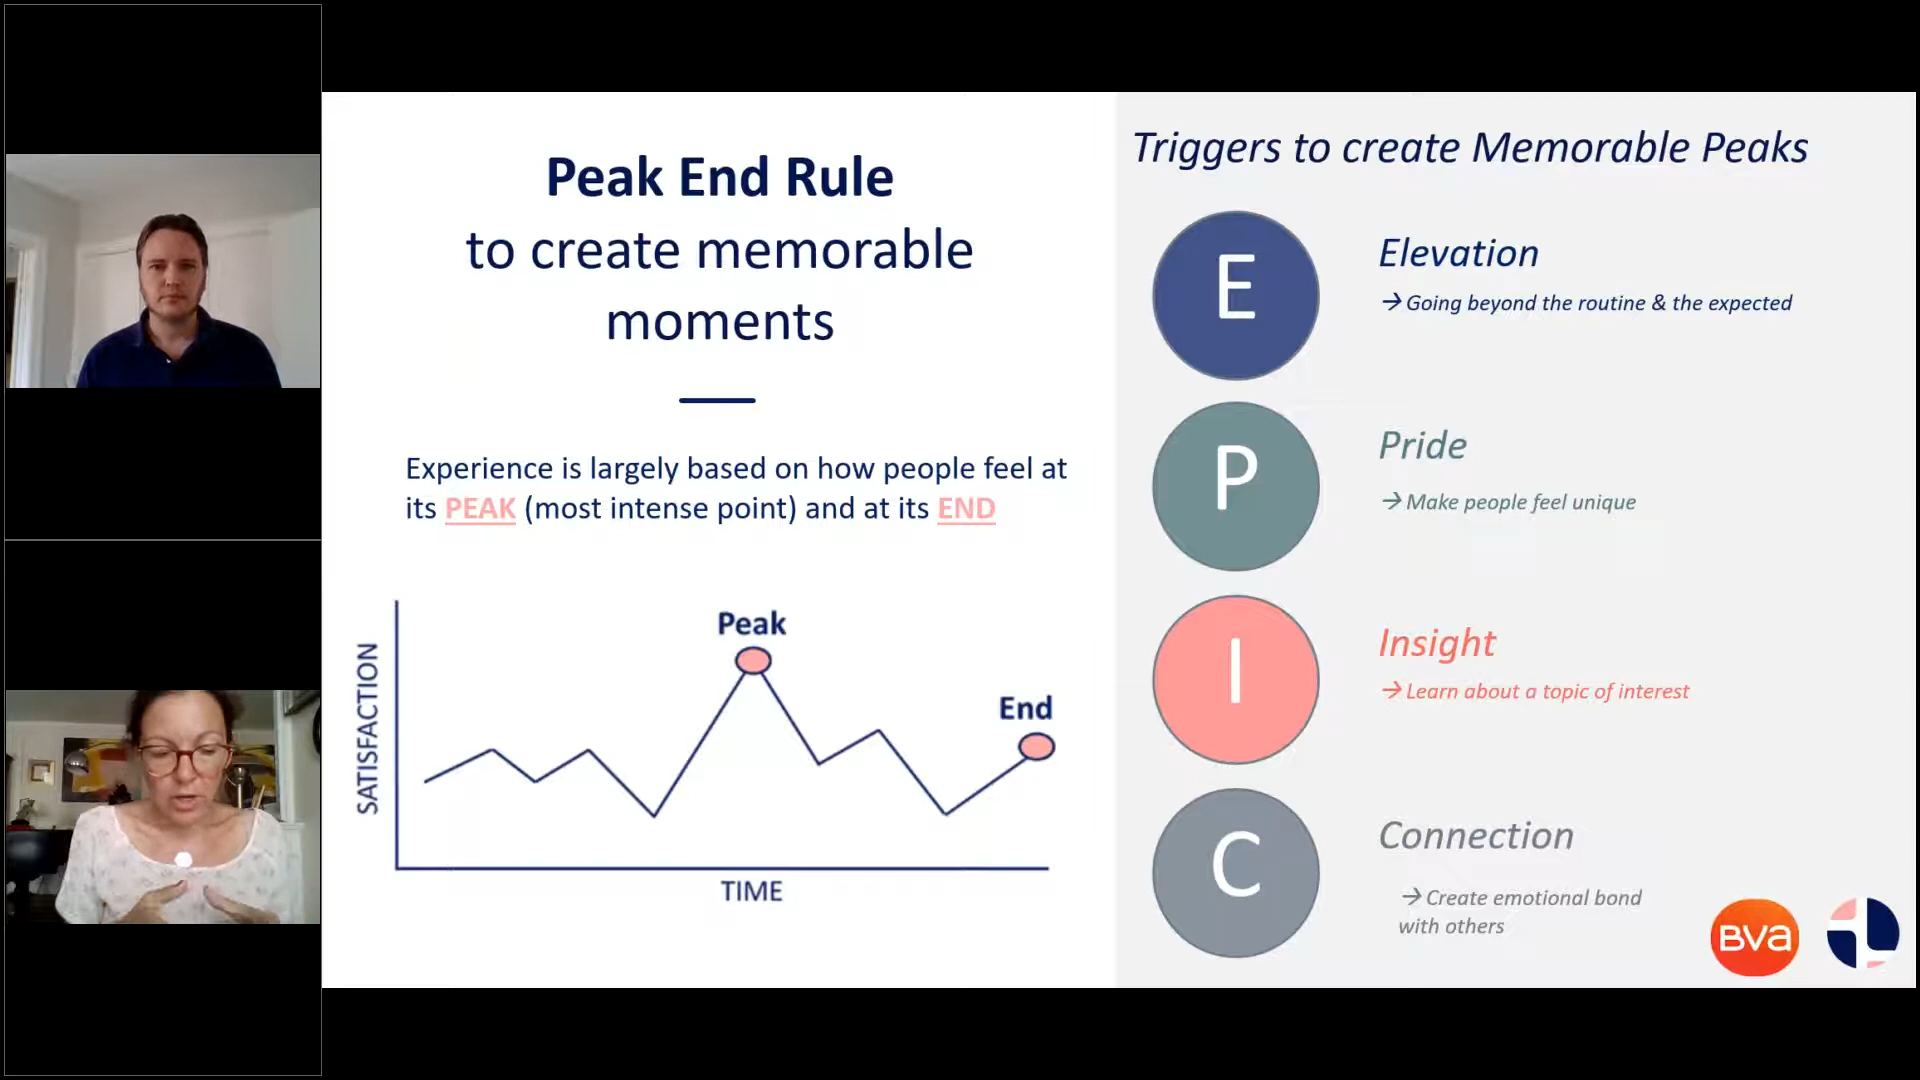 Peak End Rule
to create memorable
moments
Experience is largely based on how people feel at
its PEAK (most intense point) and at its END
SATISFACTION
Peak
End
TIME
Triggers to create Memorable Peaks
E
Elevation
→ Going beyond the routine & the expected
P
Pride
→ Make people feel unique
I
Insight
→ Learn about a topic of interest
C
Connection
→ Create emotional bond
with others
BVa